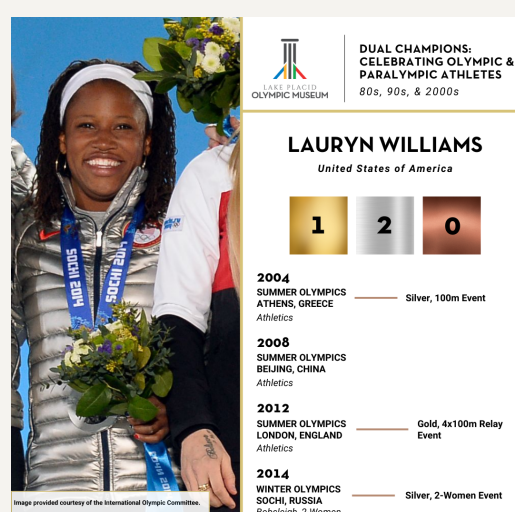 LAKE PLACID
OLYMPIC MUSEUM
DUAL CHAMPIONS:
CELEBRATING OLYMPIC &
PARALYMPIC ATHLETES
80s, 90s, & 2000s
LAURYN WILLIAMS
United States of America
1 2 0
2004
SUMMER OLYMPICS
ATHENS, GREECE
Athletics
Silver, 100m Event
2008
SUMMER OLYMPICS
BEIJING, CHINA
Athletics
2012
SUMMER OLYMPICS
LONDON, ENGLAND
Athletics
Gold, 4x100m Relay
Event
2014
WINTER OLYMPICS
SOCHI, RUSSIA
Bobsleigh, 2-Women
Silver, 2-Women Event
SOCHI 2014
SOCHI 2014
Image provided courtesy of the International Olympic Committee.